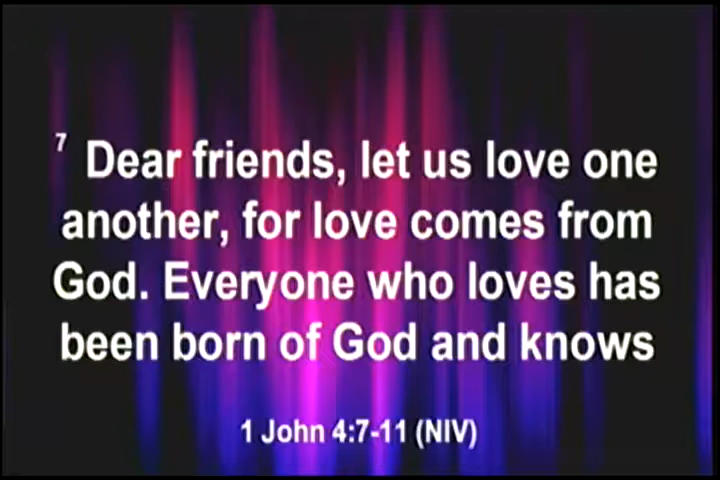 7 Dear friends, let us love one
another, for love comes from
God. Everyone who loves has
been born of God and knows
1 John 4:7-11 (NIV)